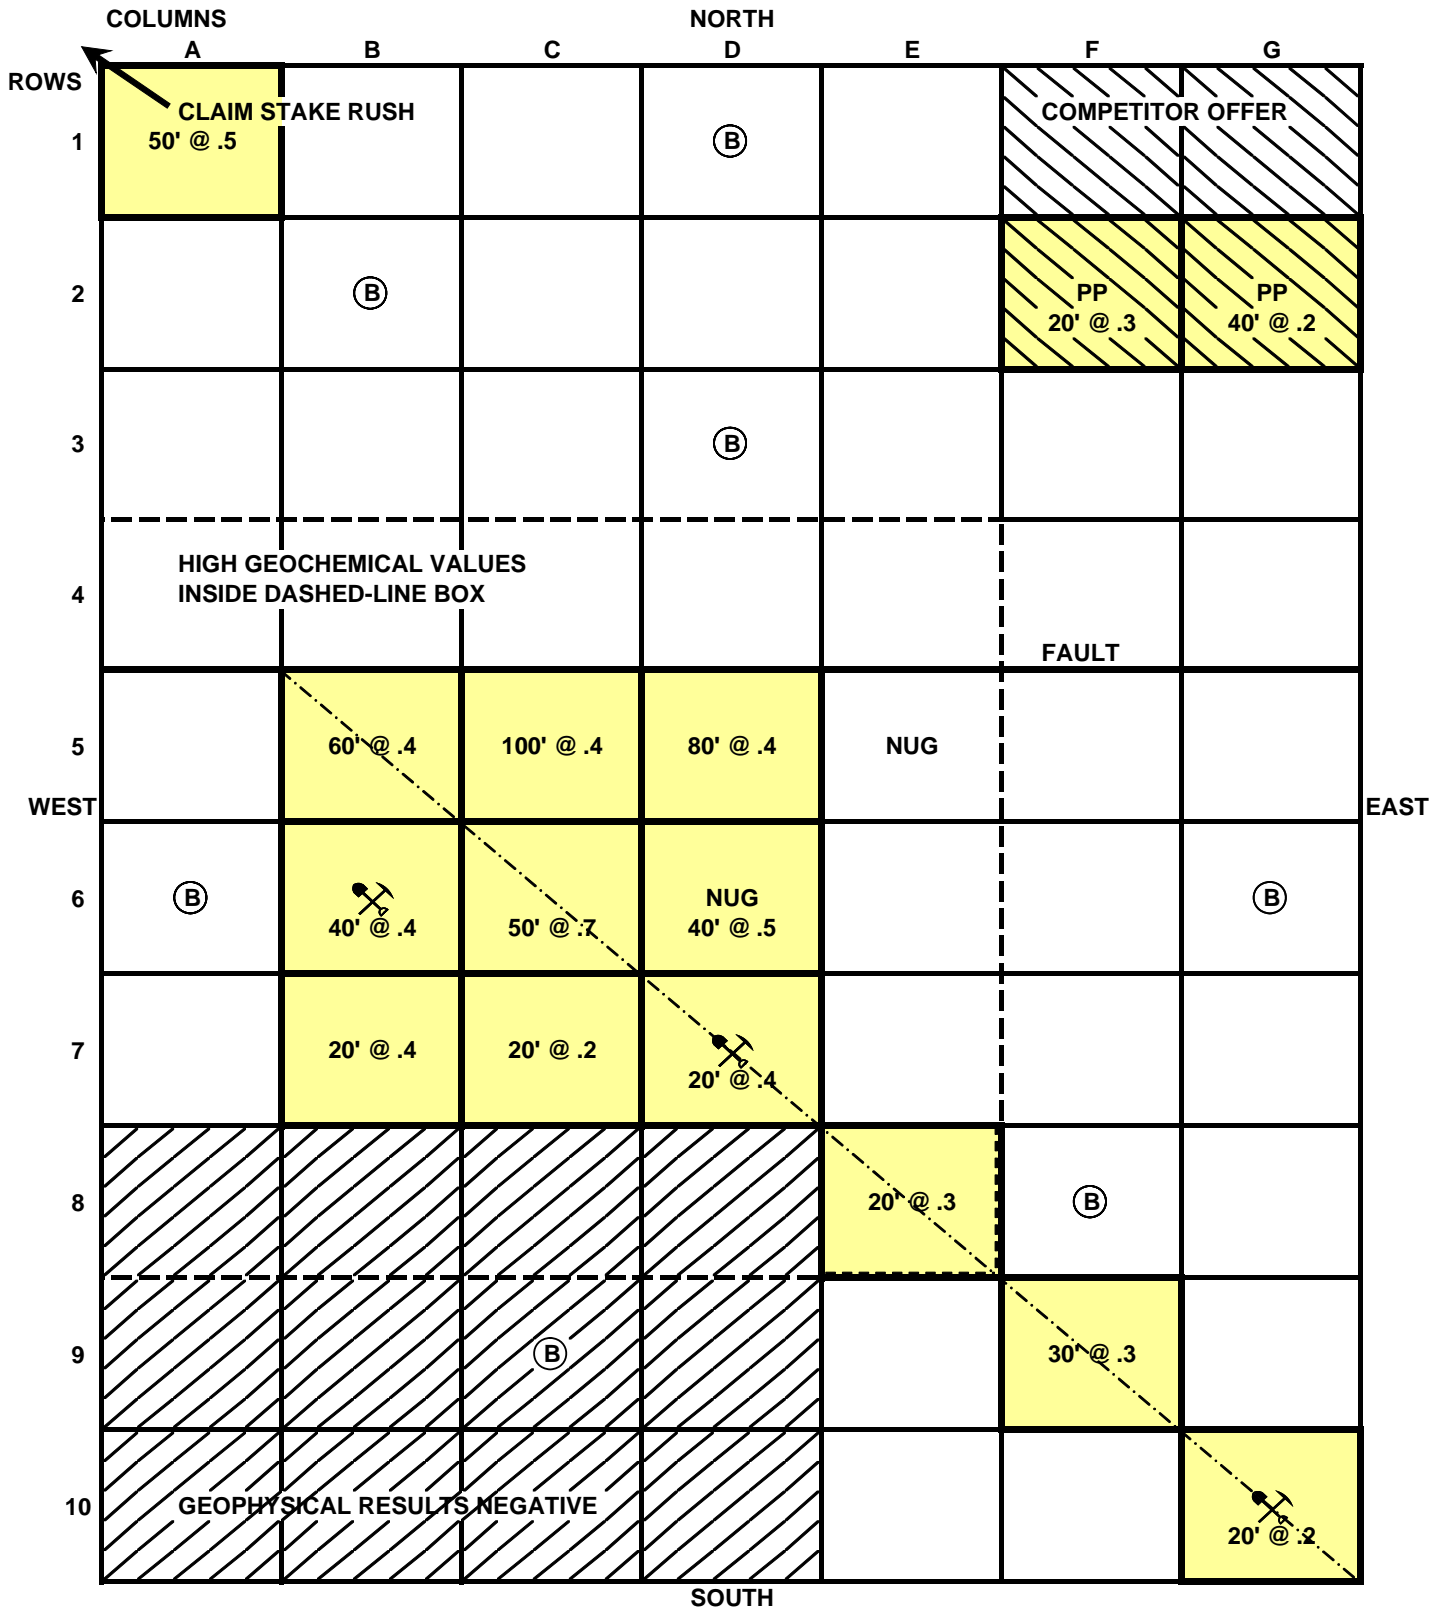 COLUMNS NORTH
A B C D E F G
ROWS
CLAIM STAKE RUSH COMPETITOR OFFER
1 50' @ .5 B
2 B PP PP
20' @ .3 40' @ .2
3 B
HIGH GEOCHEMICAL VALUES
4 INSIDE DASHED-LINE BOX
FAULT
5 60' @ .4 100' @ .4 80' @ .4 NUG
WEST EAST
6 B NUG B
40' @ .4 50' @ .7 40' @ .5
7 20' @ .4 20' @ .2
20' @ .4
8 20' @ .3 B
9 B 30' @ .3
10 GEOPHYSICAL RESULTS NEGATIVE
20' @ .2
SOUTH